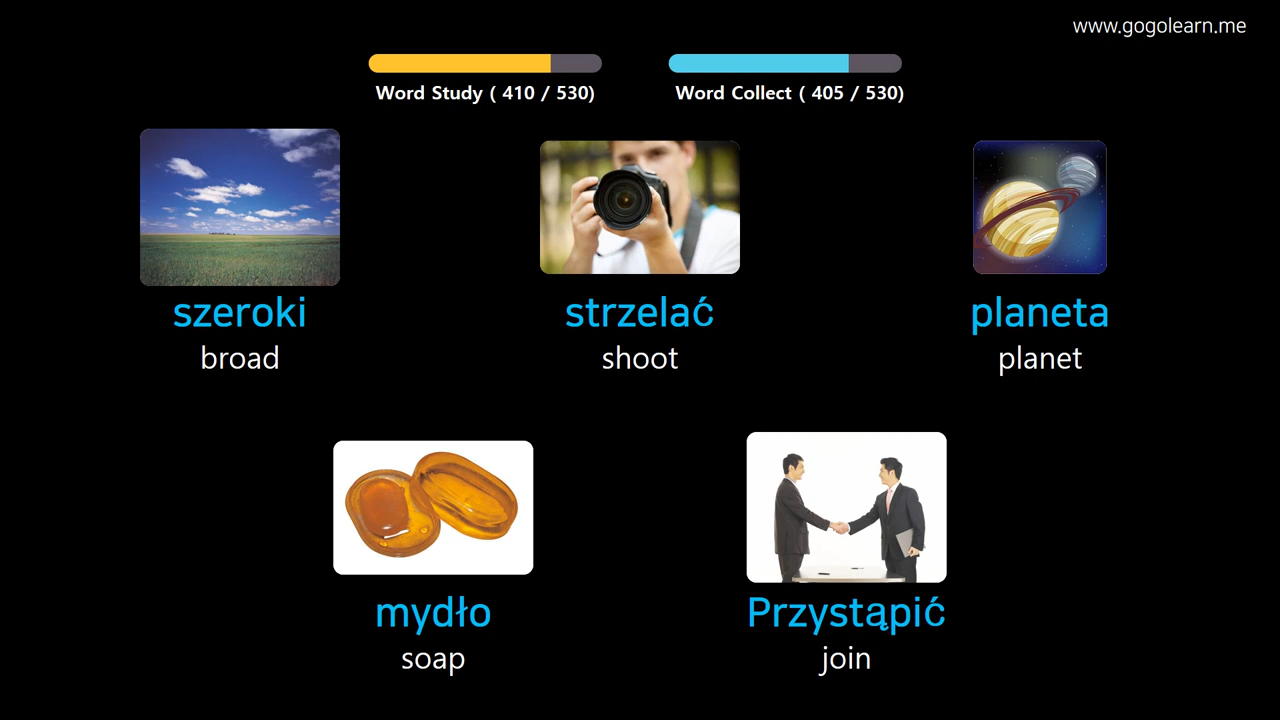 www.gogolearn.me
Word Study ( 410 / 530)
Word Collect ( 405 / 530)
szeroki
broad
strzelać
shoot
planeta
planet
mydło
soap
Przystąpić
join